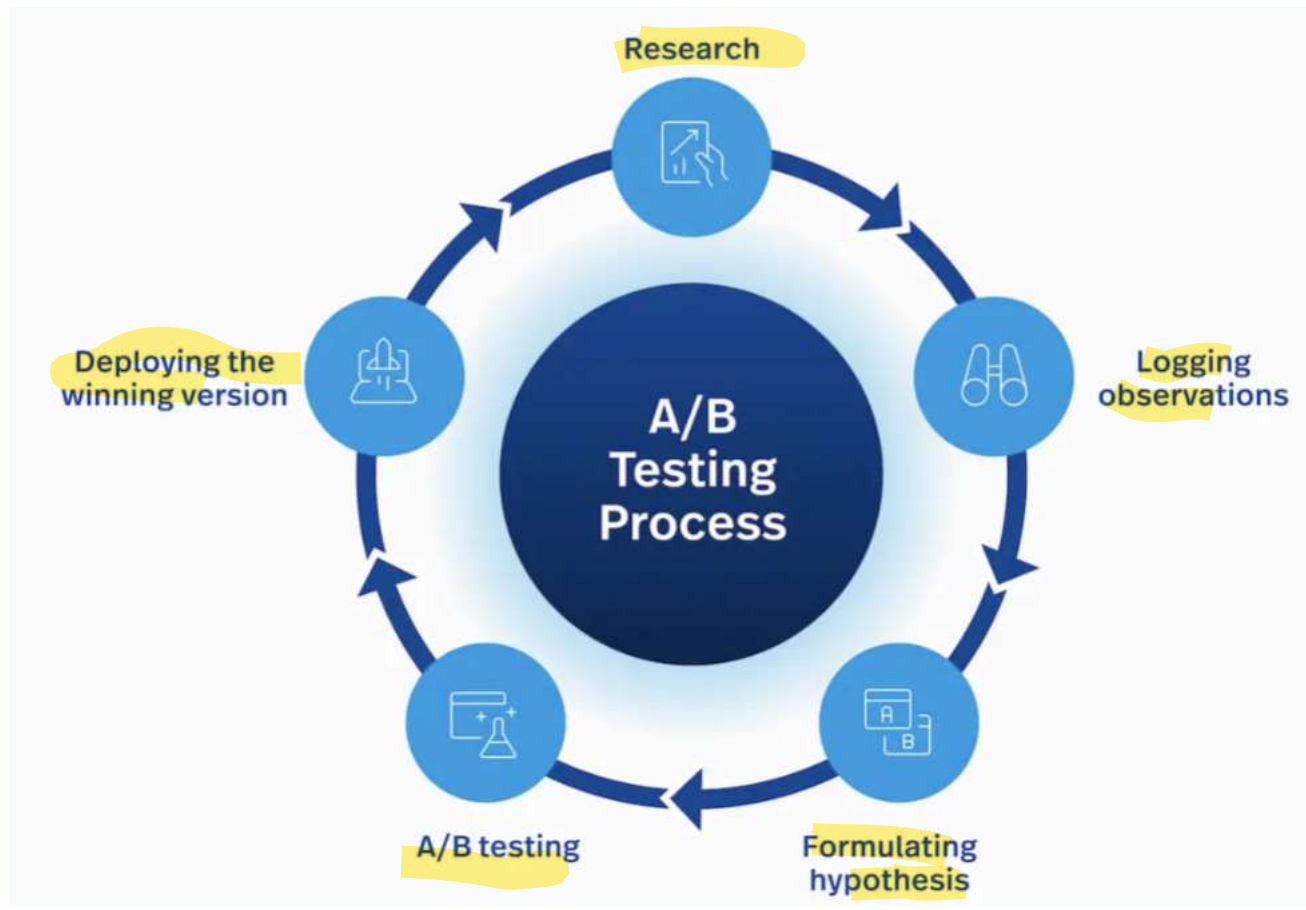 Research
Deploying the
winning version
Logging
observations
A/B
Testing
Process
A
B
A/B testing
Formulating
hypothesis